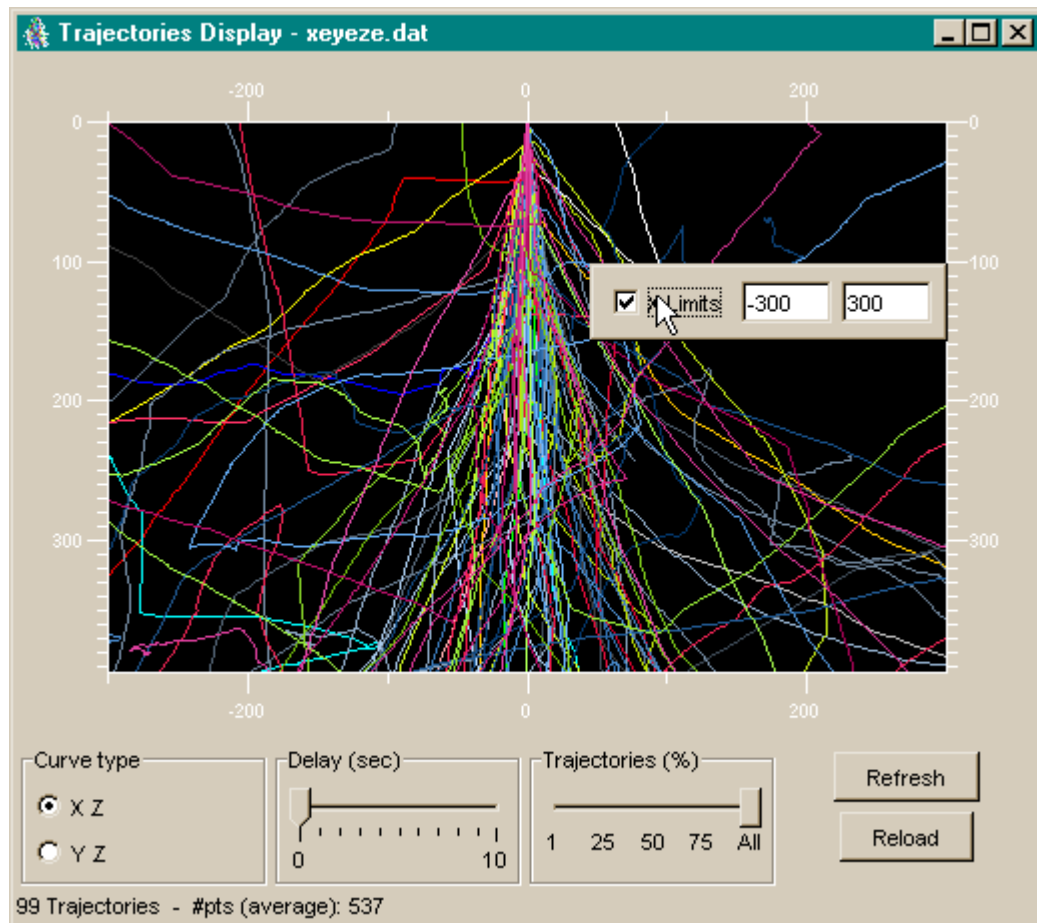 Trajectories Display - xeyeze.dat
-200 0 200
0 0
100 100
Limits -300 300
200 200
300 300
-200 0 200
Curve type
X Z
Y Z
Delay (sec)
0 10
Trajectories (%)
1 25 50 75 All
Refresh
Reload
99 Trajectories - #pts (average): 537